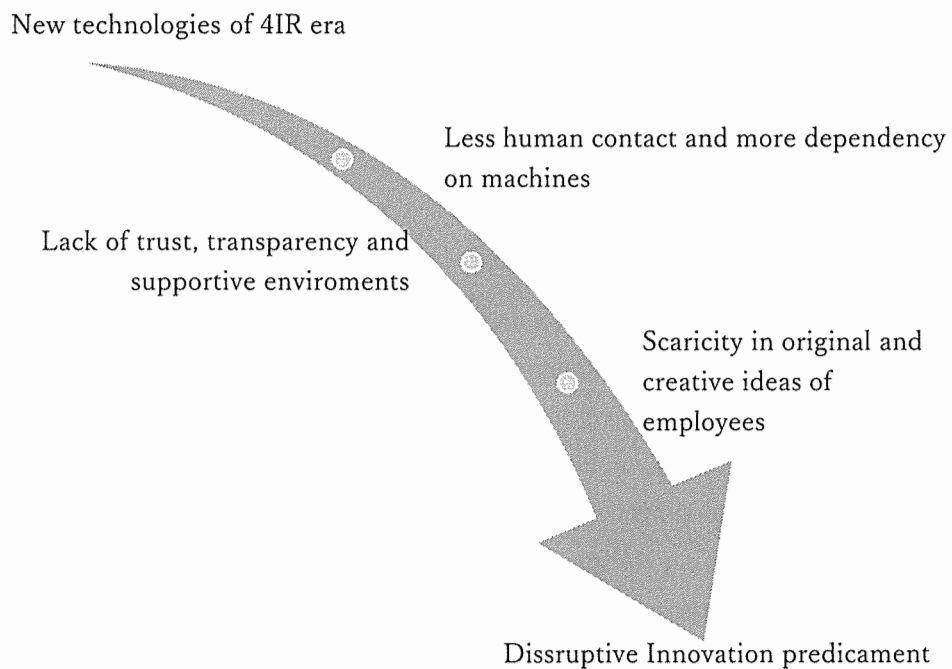 New technologies of 4IR era
Less human contact and more dependency
on machines
Lack of trust, transparency and
supportive enviroments
Scaricity in original and
creative ideas of
employees
Dissruptive Innovation predicament